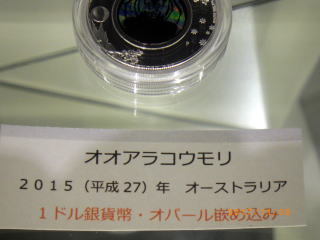 オオアラコウモリ
２０１５（平成27）年　オーストラリア
１ドル銀貨幣・オパール嵌め込み